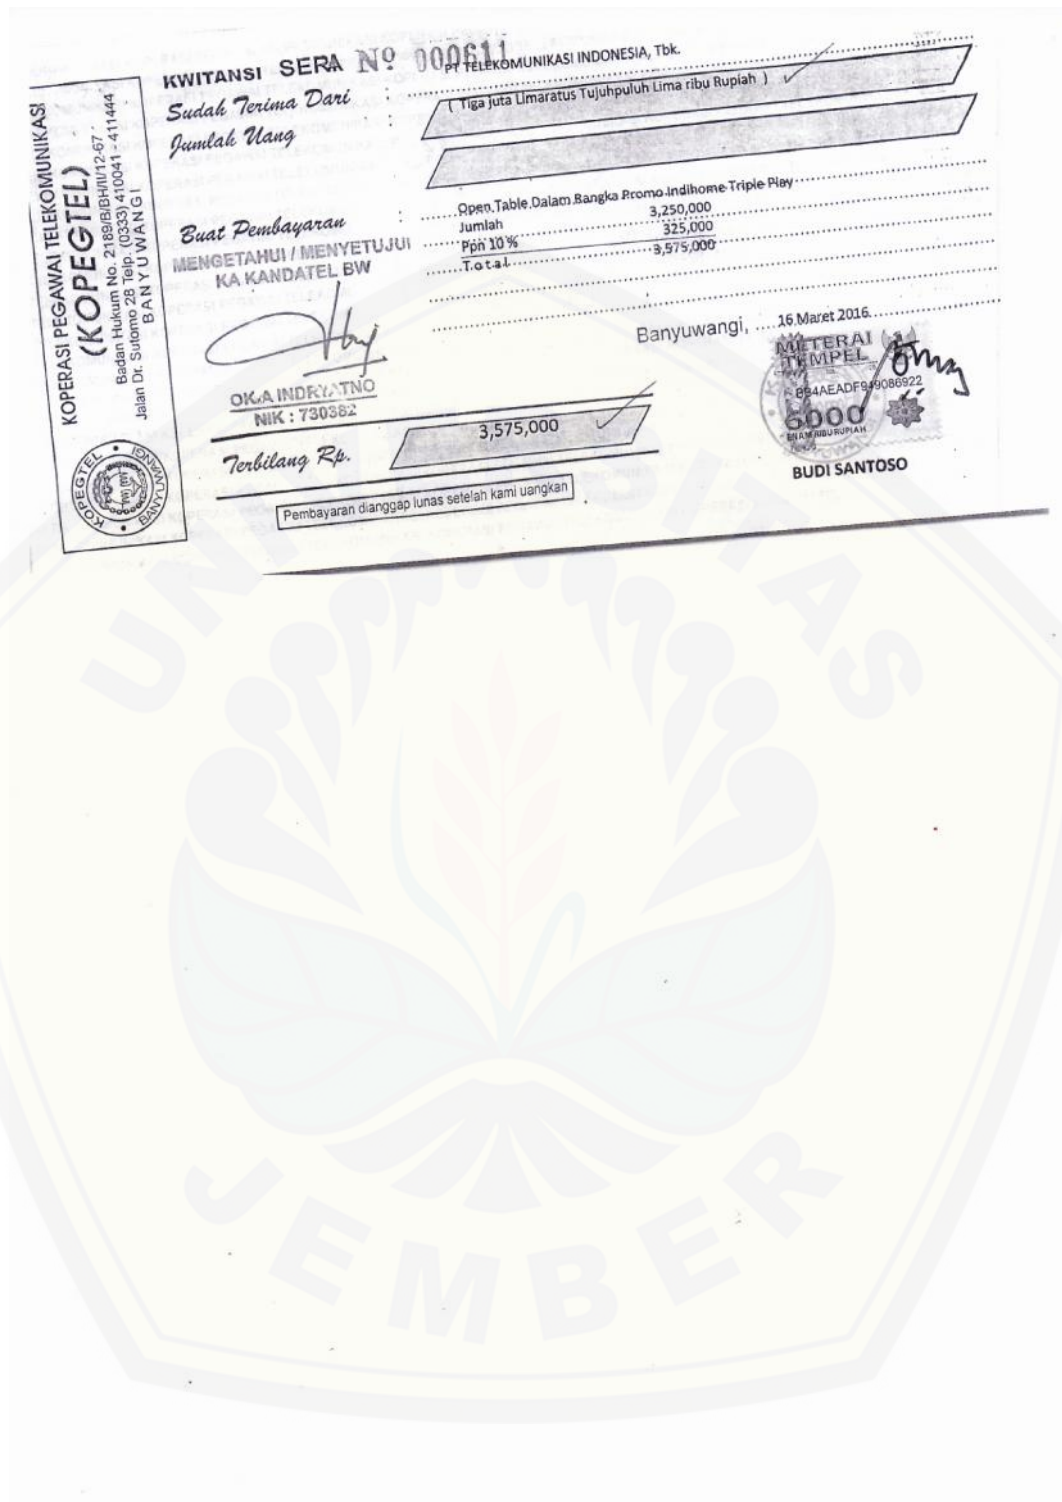 KOPERASI PEGAWAI TELEKOMUNIKASI
(KOPEGTEL)
Badan Hukum No. 2189/B/BH/II/12-67
Jalan Dr. Sutomo 28 Telp. (0333) 410041 - 411444
BANYUWANGI
KOPEGTEL
BANYUWANGI
KWITANSI SERA Nº 000611
Sudah Terima Dari : PT TELEKOMUNIKASI INDONESIA, Tbk.
Jumlah Uang : ( Tiga juta Limaratus Tujuhpuluh Lima ribu Rupiah )
Buat Pembayaran : Open Table Dalam Bangka Promo Indihome Triple Play
Jumlah 3,250,000
Ppn 10 % 325,000
Total 3,575,000
MENGETAHUI / MENYETUJUI
KA KANDATEL BW
OKA INDRYATNO
NIK : 730382
Banyuwangi, 16 Maret 2016
METERAI
TEMPEL
6000
ENAM RIBU RUPIAH
BUDI SANTOSO
Terbilang Rp. 3,575,000
Pembayaran dianggap lunas setelah kami uangkan
UNIVERSITAS
JEMBER